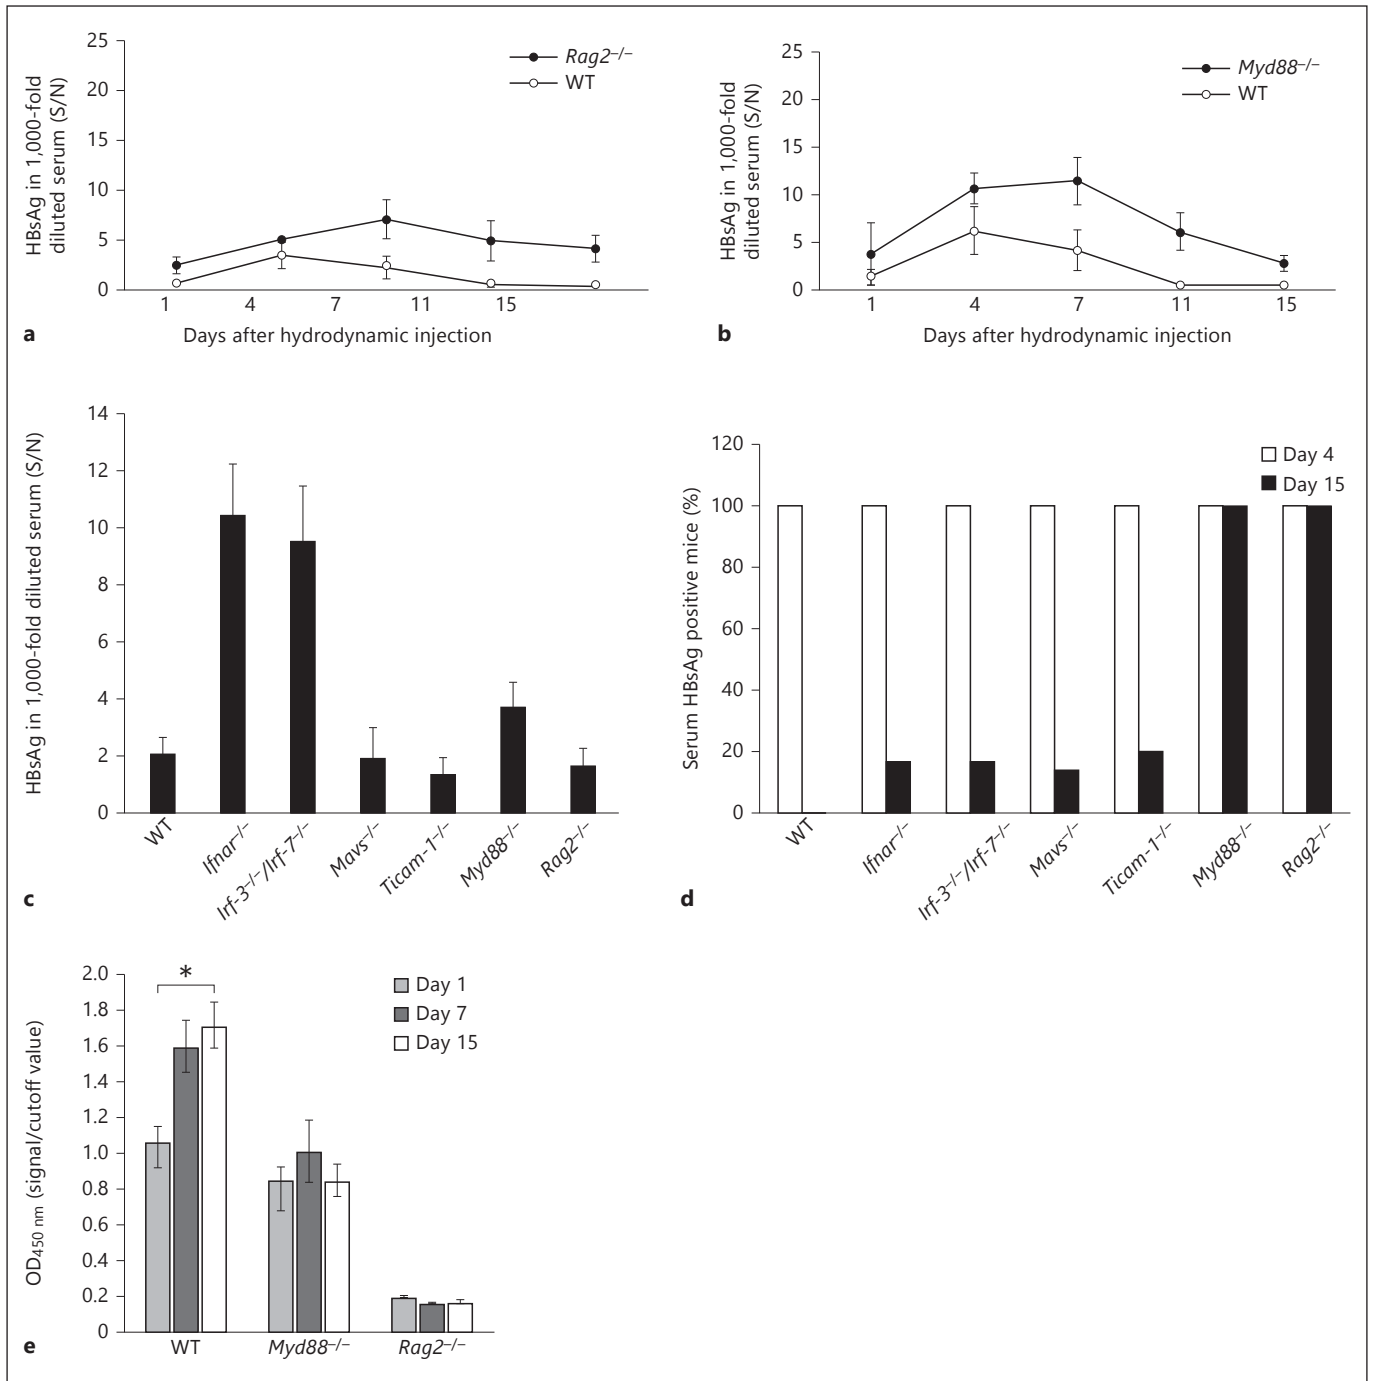 25
20
15
10
5
0
HBsAg in 1,000-fold
diluted serum (S/N)
Rag2–/–
WT
1 4 7 11 15
Days after hydrodynamic injection
a
25
20
15
10
5
0
HBsAg in 1,000-fold
diluted serum (S/N)
Myd88–/–
WT
1 4 7 11 15
Days after hydrodynamic injection
b
14
12
10
8
6
4
2
0
HBsAg in 1,000-fold diluted serum (S/N)
WT
Ifnar–/–
Irf-3–/–/Irf-7–/–
Mavs–/–
Ticam-1–/–
Myd88–/–
Rag2–/–
c
120
100
80
60
40
20
0
Serum HBsAg positive mice (%)
Day 4
Day 15
WT
Ifnar–/–
Irf-3–/–/Irf-7–/–
Mavs–/–
Ticam-1–/–
Myd88–/–
Rag2–/–
d
2.0
1.8
1.6
1.4
1.2
1.0
0.8
0.6
0.4
0.2
0
OD450 nm (signal/cutoff value)
*
Day 1
Day 7
Day 15
WT Myd88–/– Rag2–/–
e